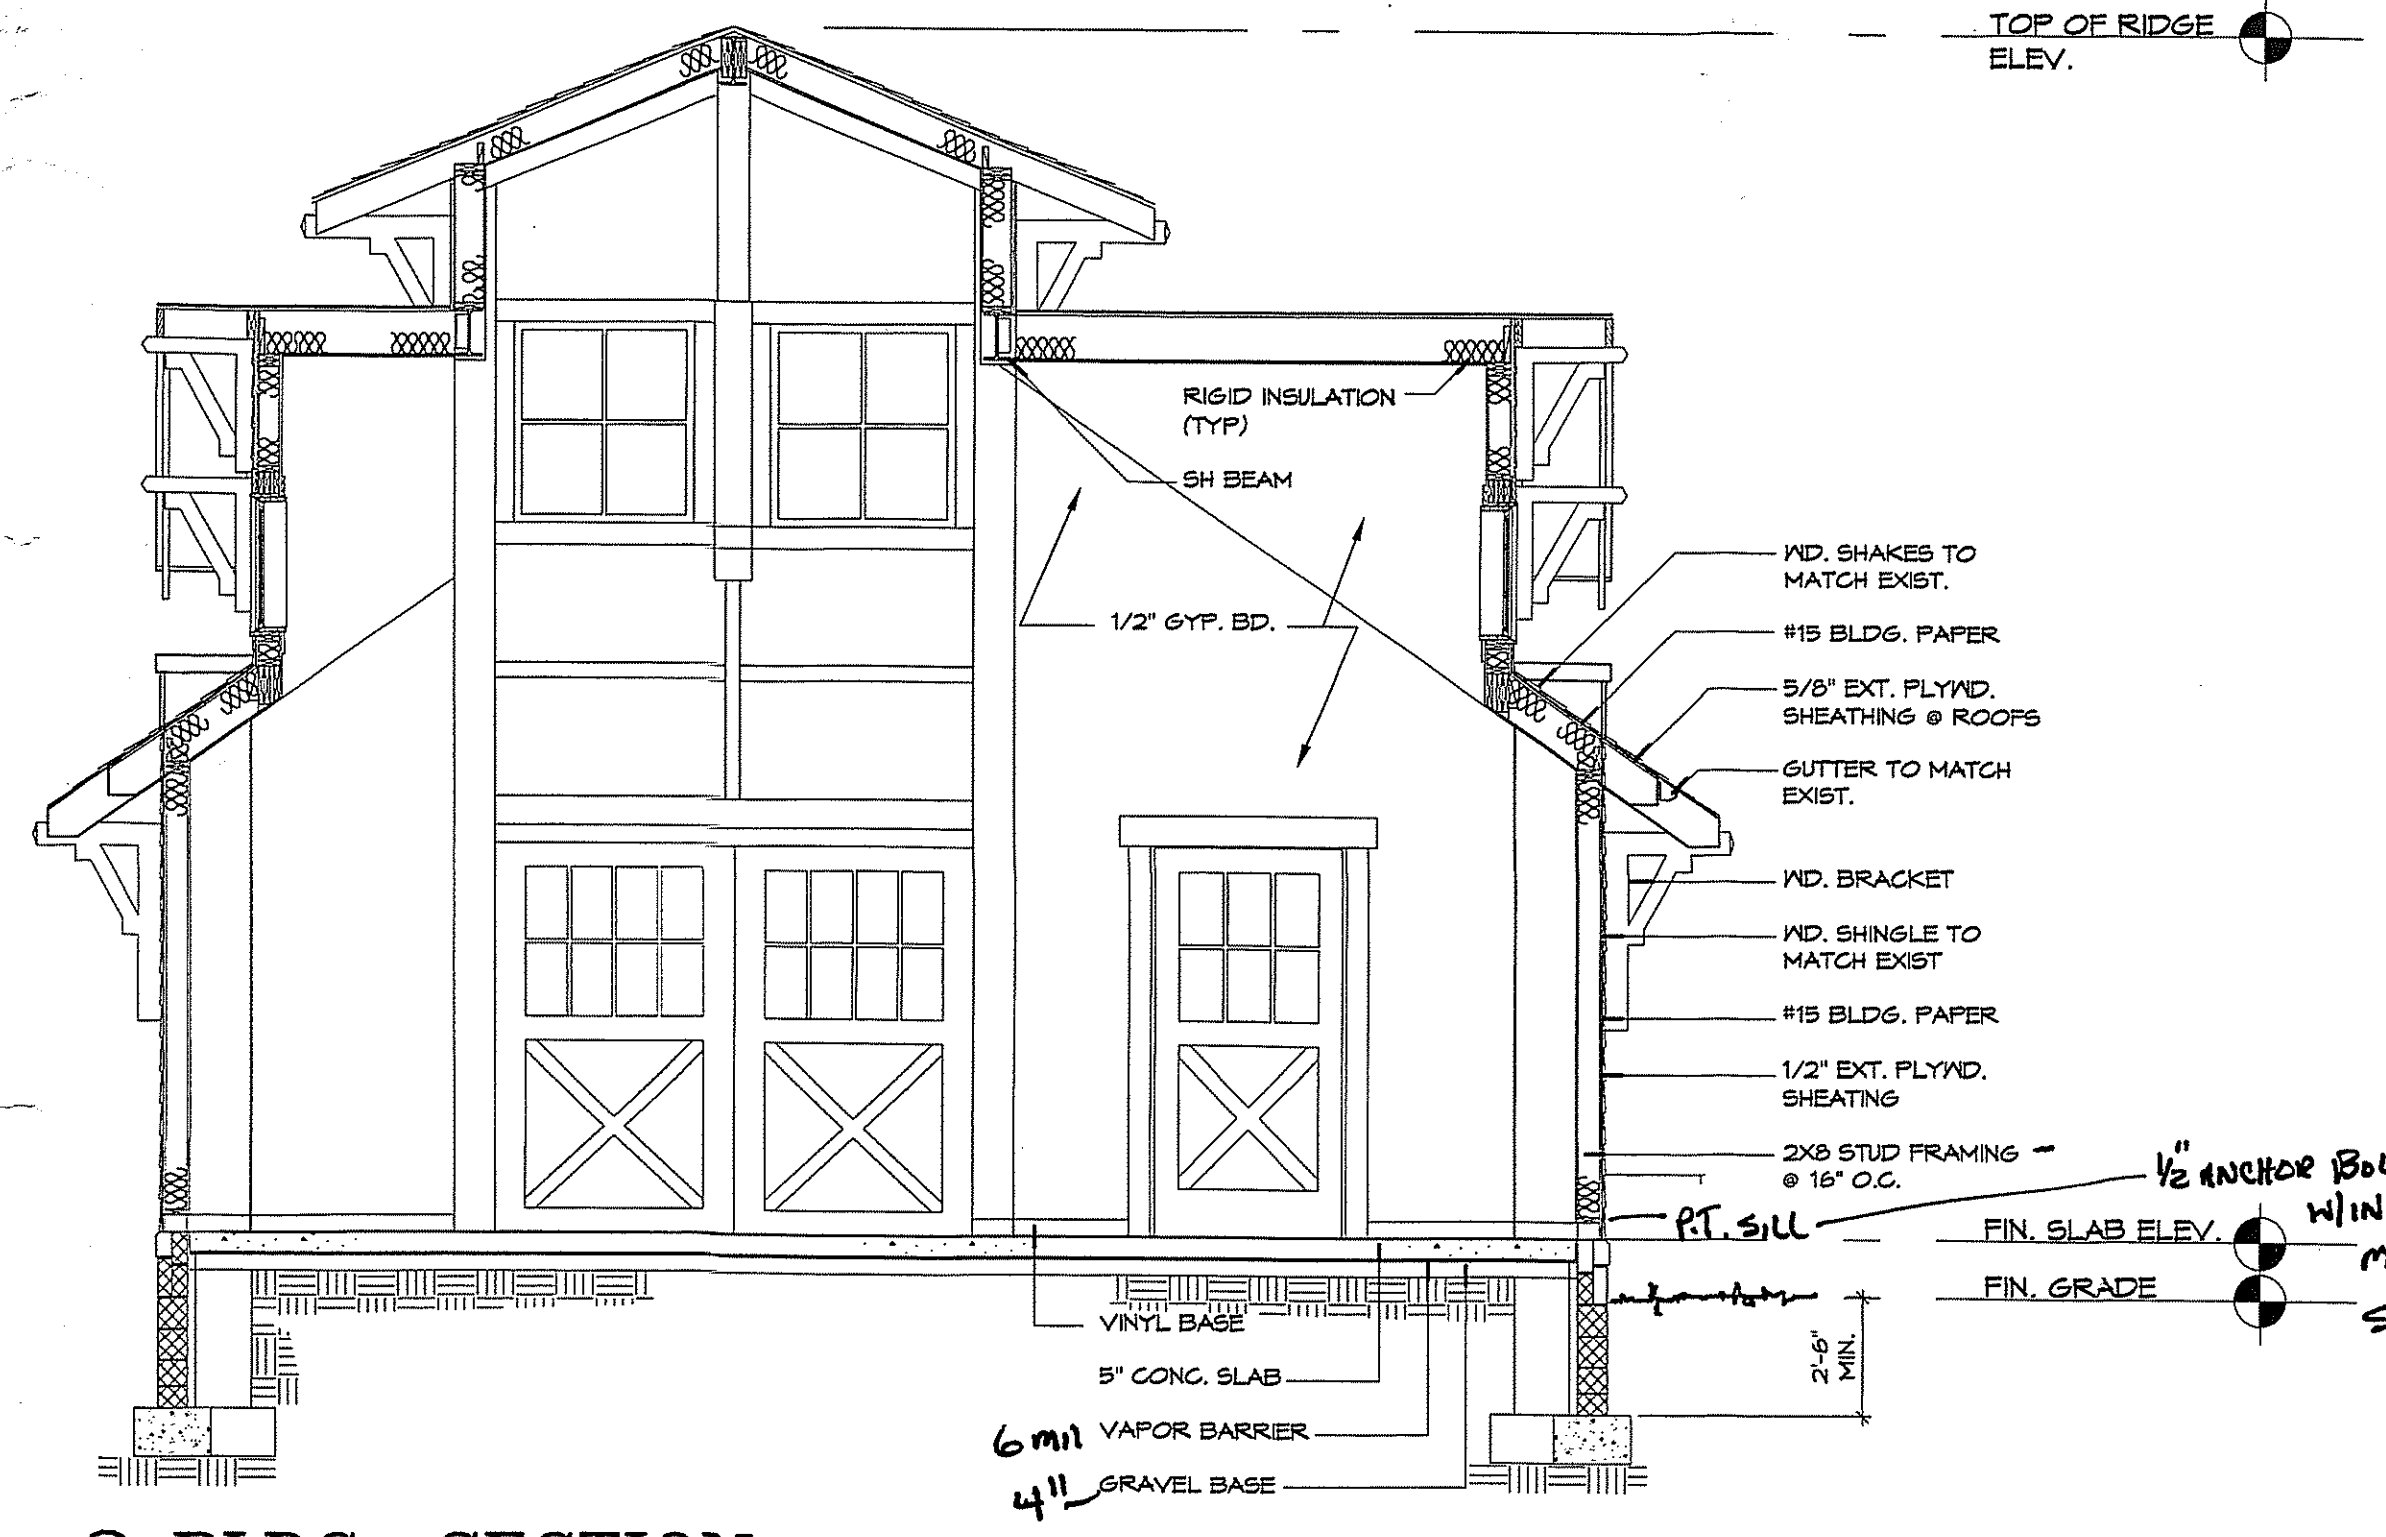 TOP OF RIDGE
ELEV.
RIGID INSULATION
(TYP)
SH BEAM
1/2" GYP. BD.
WD. SHAKES TO
MATCH EXIST.
#15 BLDG. PAPER
5/8" EXT. PLYWD.
SHEATHING @ ROOFS
GUTTER TO MATCH
EXIST.
WD. BRACKET
WD. SHINGLE TO
MATCH EXIST
#15 BLDG. PAPER
1/2" EXT. PLYWD.
SHEATING
2X8 STUD FRAMING
@ 16" O.C.
1/2" ANCHOR
P.T. SILL
W/IN
FIN. SLAB ELEV.
FIN. GRADE
2'-6"
MIN.
VINYL BASE
5" CONC. SLAB
6 mil VAPOR BARRIER
4" GRAVEL BASE